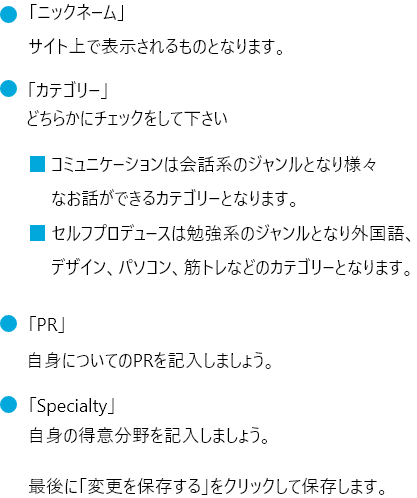 「ニックネーム」
サイト上で表示されるものとなります。
「カテゴリー」
どちらかにチェックをして下さい
コミュニケーションは会話系のジャンルとなり様々
なお話ができるカテゴリーとなります。
セルフプロデュースは勉強系のジャンルとなり外国語、
デザイン、パソコン、筋トレなどのカテゴリーとなります。
「PR」
自身についてのPRを記入しましょう。
「Specialty」
自身の得意分野を記入しましょう。
最後に「変更を保存する」をクリックして保存します。